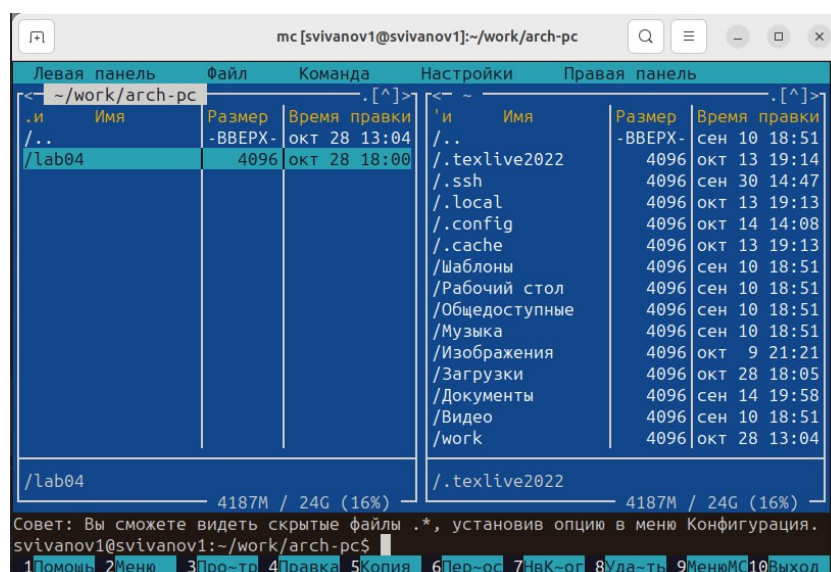 mc [svivanov1@svivanov1]:~/work/arch-pc
Левая панель Файл Команда Настройки Правая панель
<- ~/work/arch-pc .[^]>
.и Имя Размер Время правки
/.. -ВВЕРХ- окт 28 13:04
/lab04 4096 окт 28 18:00
/lab04
4187M / 24G (16%)
<- ~ .[^]>
'и Имя Размер Время правки
/.. -ВВЕРХ- сен 10 18:51
/.texlive2022 4096 окт 13 19:14
/.ssh 4096 сен 30 14:47
/.local 4096 окт 13 19:13
/.config 4096 окт 14 14:08
/.cache 4096 окт 13 19:13
/Шаблоны 4096 сен 10 18:51
/Рабочий стол 4096 сен 10 18:51
/Общедоступные 4096 сен 10 18:51
/Музыка 4096 сен 10 18:51
/Изображения 4096 окт 9 21:21
/Загрузки 4096 окт 28 18:05
/Документы 4096 сен 14 19:58
/Видео 4096 сен 10 18:51
/work 4096 окт 28 13:04
/.texlive2022
4187M / 24G (16%)
Совет: Вы сможете видеть скрытые файлы .*, установив опцию в меню Конфигурация.
svivanov1@svivanov1:~/work/arch-pc$
1Помощь 2Меню 3Про~тр 4Правка 5Копия 6Пер~ос 7НвК~ог 8Уда~ть 9МенюMC 10Выход